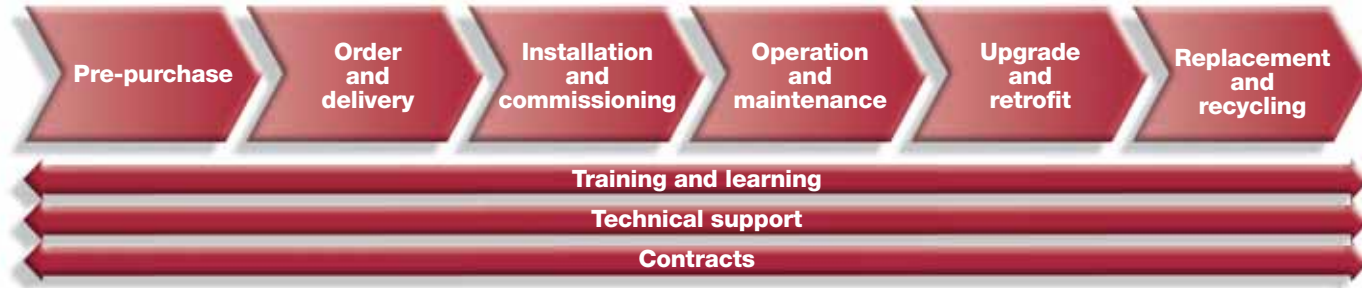 Pre-purchase
Order
and
delivery
Installation
and
commissioning
Operation
and
maintenance
Upgrade
and
retrofit
Replacement
and
recycling
Training and learning
Technical support
Contracts